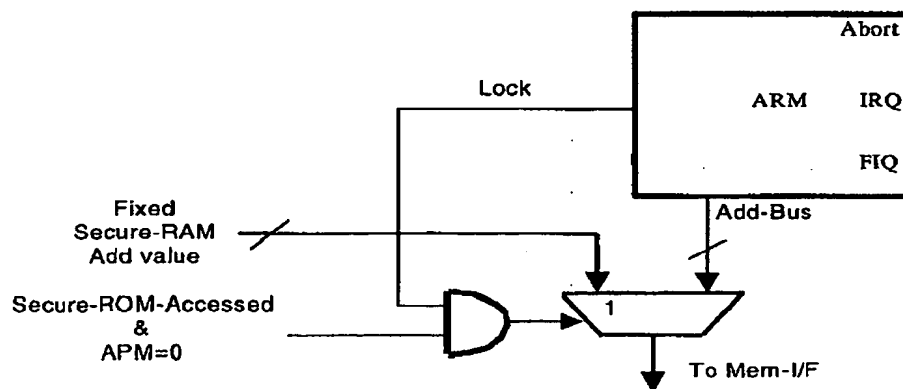 Abort
Lock
ARM
IRQ
FIQ
Fixed
Secure-RAM
Add value
Add-Bus
Secure-ROM-Accessed
&
APM=0
1
To Mem-I/F